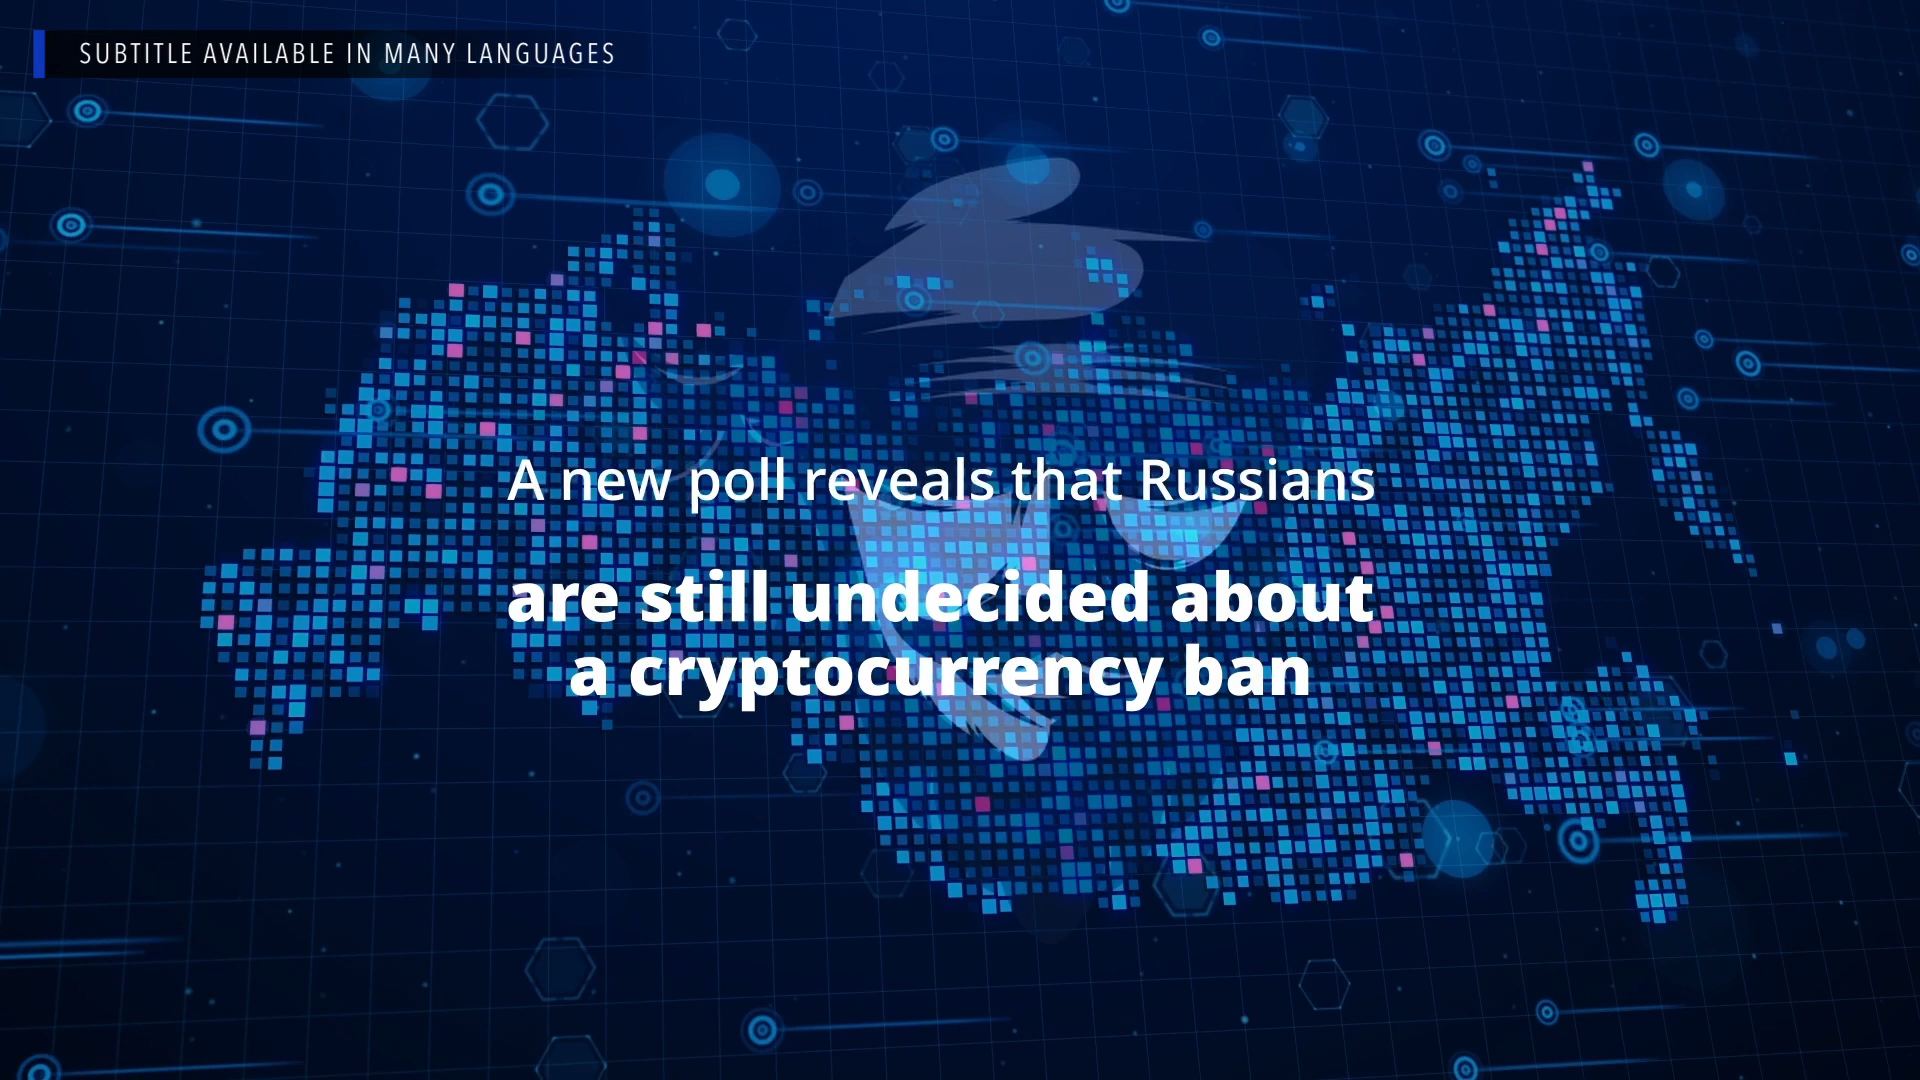 SUBTITLE AVAILABLE IN MANY LANGUAGES
A new poll reveals that Russians
are still undecided about
a cryptocurrency ban